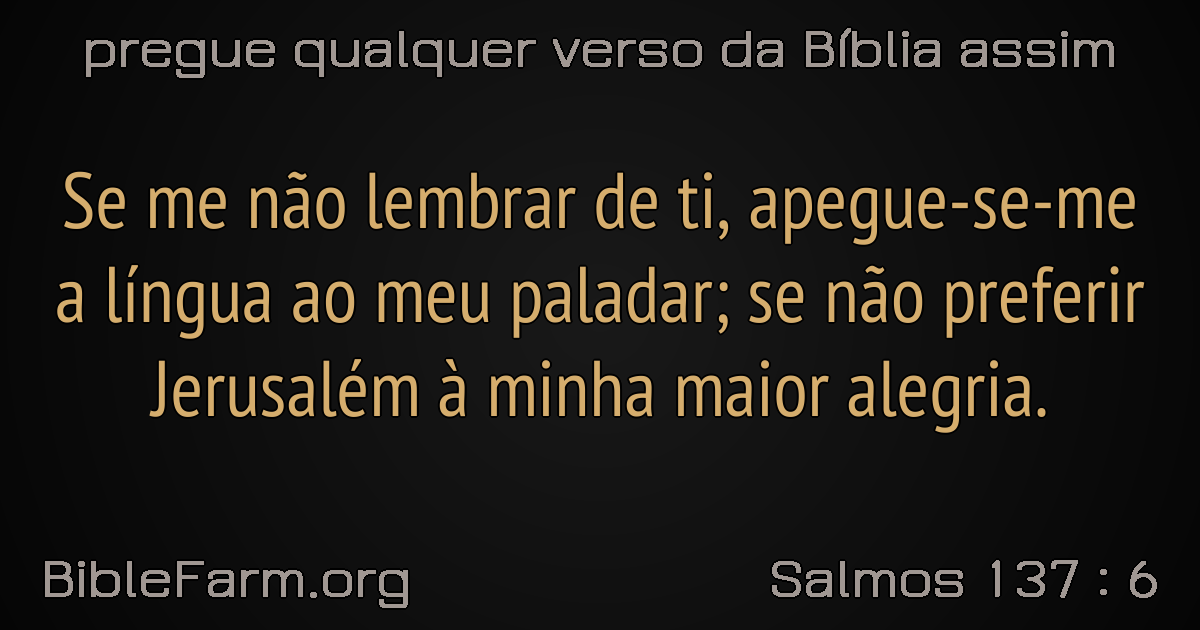 pregue qualquer verso da Bíblia assim
Se me não lembrar de ti, apegue-se-me
a língua ao meu paladar; se não preferir
Jerusalém à minha maior alegria.
BibleFarm.org
Salmos 137 : 6